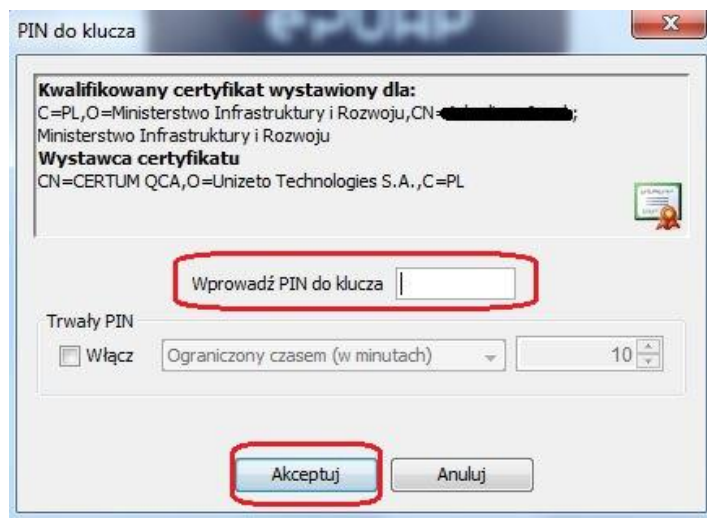 PIN do klucza
ePUAP
Kwalifikowany certyfikat wystawiony dla:
C=PL,O=Ministerstwo Infrastruktury i Rozwoju,CN=
Ministerstwo Infrastruktury i Rozwoju
Wystawca certyfikatu
CN=CERTUM QCA,O=Unizeto Technologies S.A.,C=PL
Wprowadź PIN do klucza
Trwały PIN
Włącz Ograniczony czasem (w minutach) 10
Akceptuj Anuluj